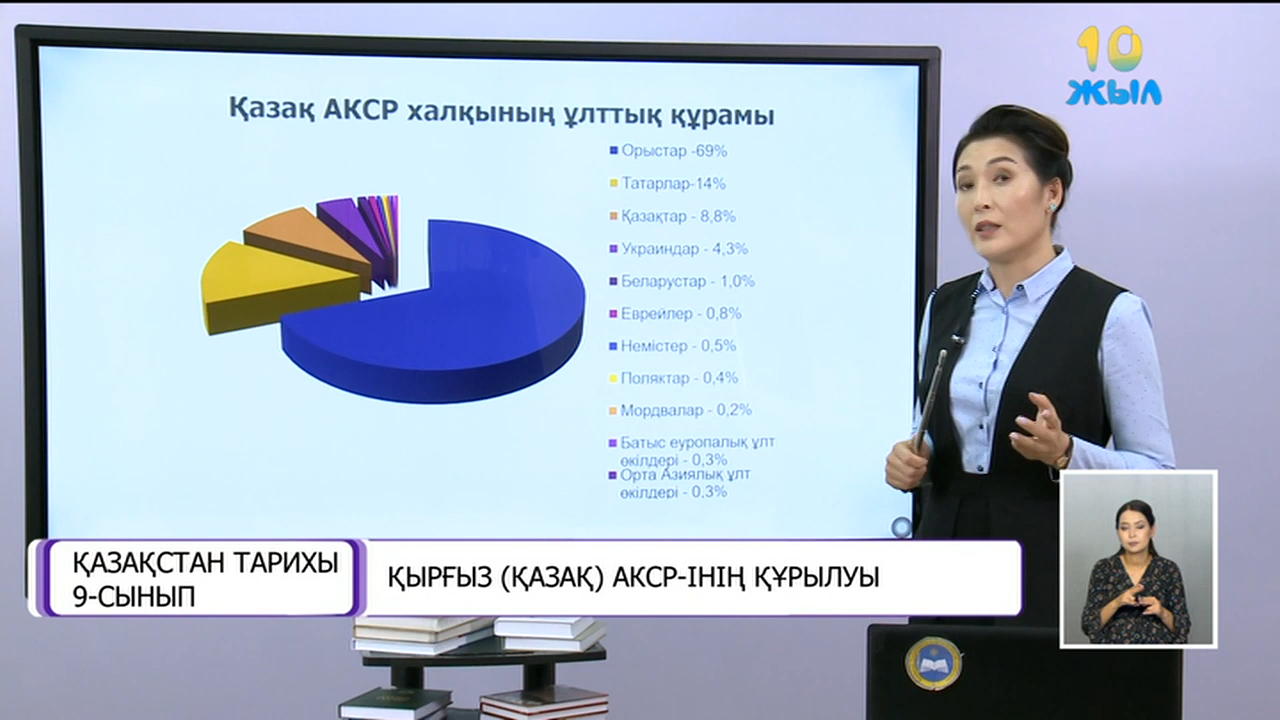 10
ЖЫЛ
Қазақ АКСР халқының ұлттық құрамы
Орыстар -69%
Татарлар-14%
Қазақтар - 8,8%
Украиндар - 4,3%
Беларустар - 1,0%
Еврейлер - 0,8%
Немістер - 0,5%
Поляктар - 0,4%
Мордвалар - 0,2%
Батыс еуропалық ұлт
өкілдері - 0,3%
Орта Азиялық ұлт
өкілдері - 0,3%
ҚАЗАҚСТАН ТАРИХЫ
9-СЫНЫП
ҚЫРҒЫЗ (ҚАЗАҚ) АКСР-ІНІҢ ҚҰРЫЛУЫ